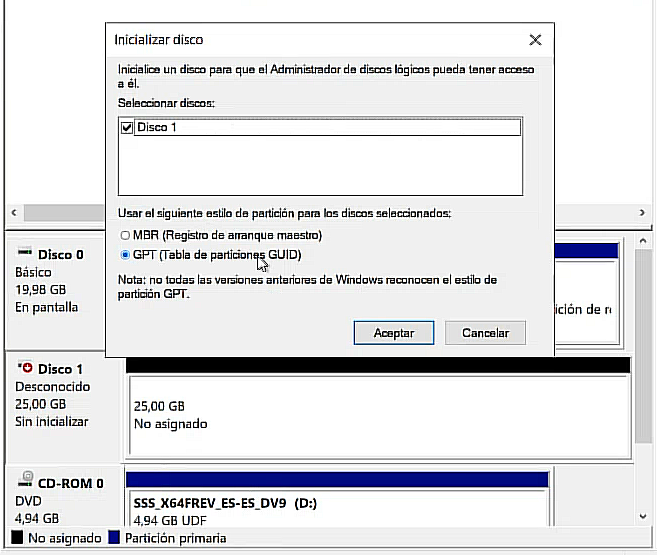 Inicializar disco
Inicialice un disco para que el Administrador de discos lógicos pueda tener acceso
a él.
Seleccionar discos:
Disco 1
Usar el siguiente estilo de partición para los discos seleccionados:
MBR (Registro de arranque maestro)
GPT (Tabla de particiones GUID)
Nota: no todas las versiones anteriores de Windows reconocen el estilo de
partición GPT.
Aceptar
Cancelar
Disco 0
Básico
19,98 GB
En pantalla
ición de
Disco 1
Desconocido
25,00 GB
Sin inicializar
25,00 GB
No asignado
CD-ROM 0
DVD
4,94 GB
SSS_X64FREV_ES-ES_DV9 (D:)
4,94 GB UDF
No asignado
Partición primaria